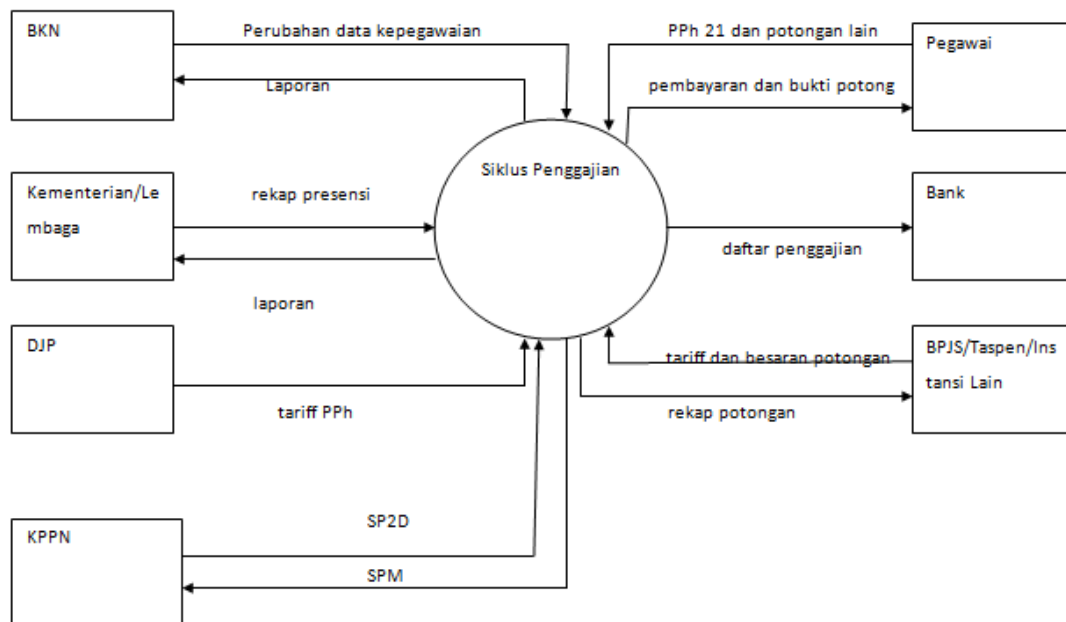 BKN
Perubahan data kepegawaian
PPh 21 dan potongan lain
Pegawai
Laporan
pembayaran dan bukti potong
Siklus Penggajian
Kementerian/Le
mbaga
rekap presensi
Bank
daftar penggajian
laporan
DJP
tariff PPh
tariff dan besaran potongan
BPJS/Taspen/Ins
tansi Lain
rekap potongan
KPPN
SP2D
SPM